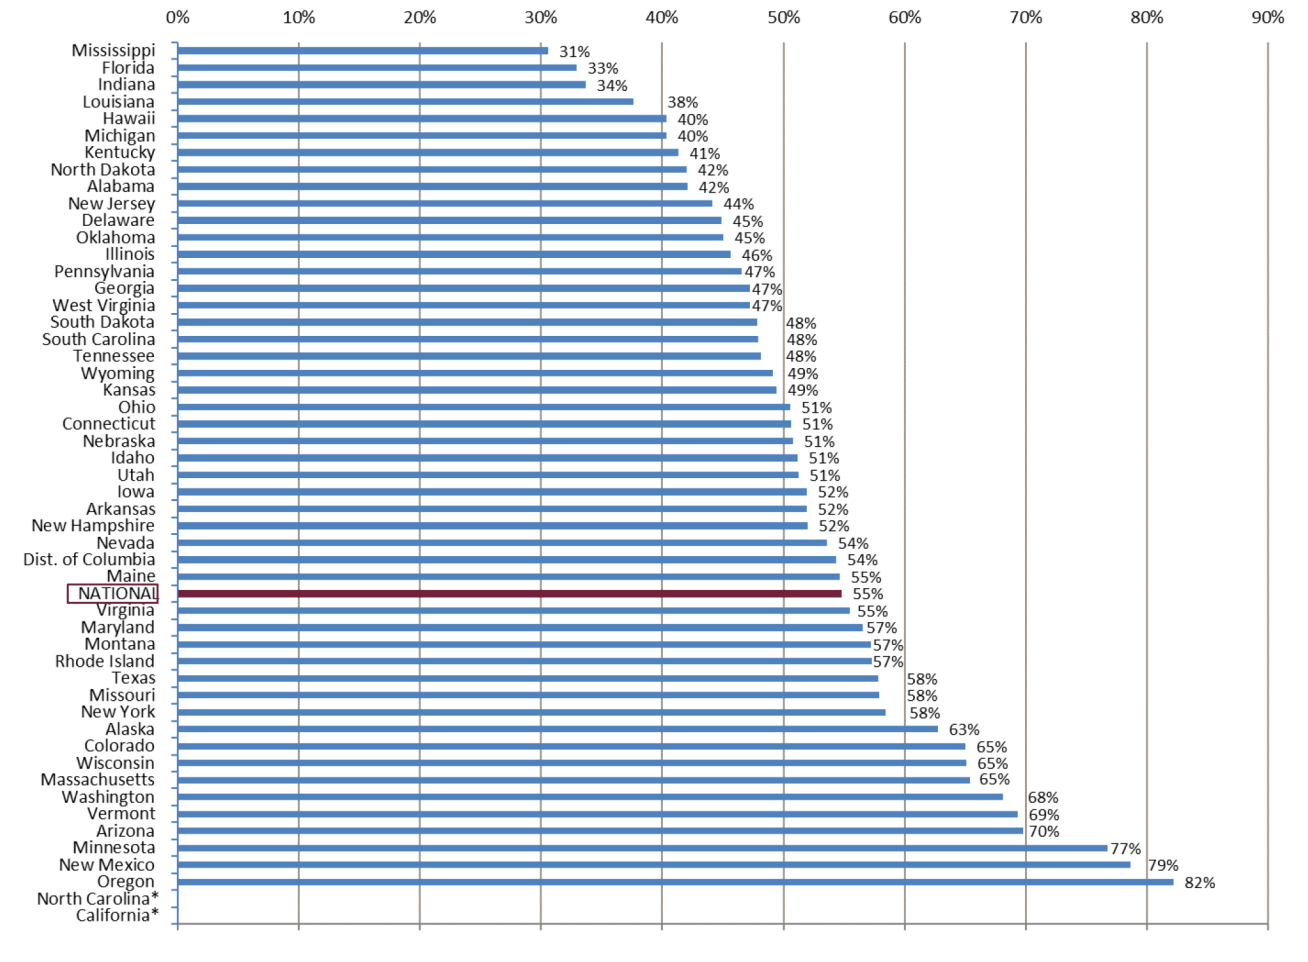 0% 10% 20% 30% 40% 50% 60% 70% 80% 90%
Mississippi 31%
Florida 33%
Indiana 34%
Louisiana 38%
Hawaii 40%
Michigan 40%
Kentucky 41%
North Dakota 42%
Alabama 42%
New Jersey 44%
Delaware 45%
Oklahoma 45%
Illinois 46%
Pennsylvania 47%
Georgia 47%
West Virginia 47%
South Dakota 48%
South Carolina 48%
Tennessee 48%
Wyoming 49%
Kansas 49%
Ohio 51%
Connecticut 51%
Nebraska 51%
Idaho 51%
Utah 51%
Iowa 52%
Arkansas 52%
New Hampshire 52%
Nevada 54%
Dist. of Columbia 54%
Maine 55%
NATIONAL 55%
Virginia 55%
Maryland 57%
Montana 57%
Rhode Island 57%
Texas 58%
Missouri 58%
New York 58%
Alaska 63%
Colorado 65%
Wisconsin 65%
Massachusetts 65%
Washington 68%
Vermont 69%
Arizona 70%
Minnesota 77%
New Mexico 79%
Oregon 82%
North Carolina*
California*